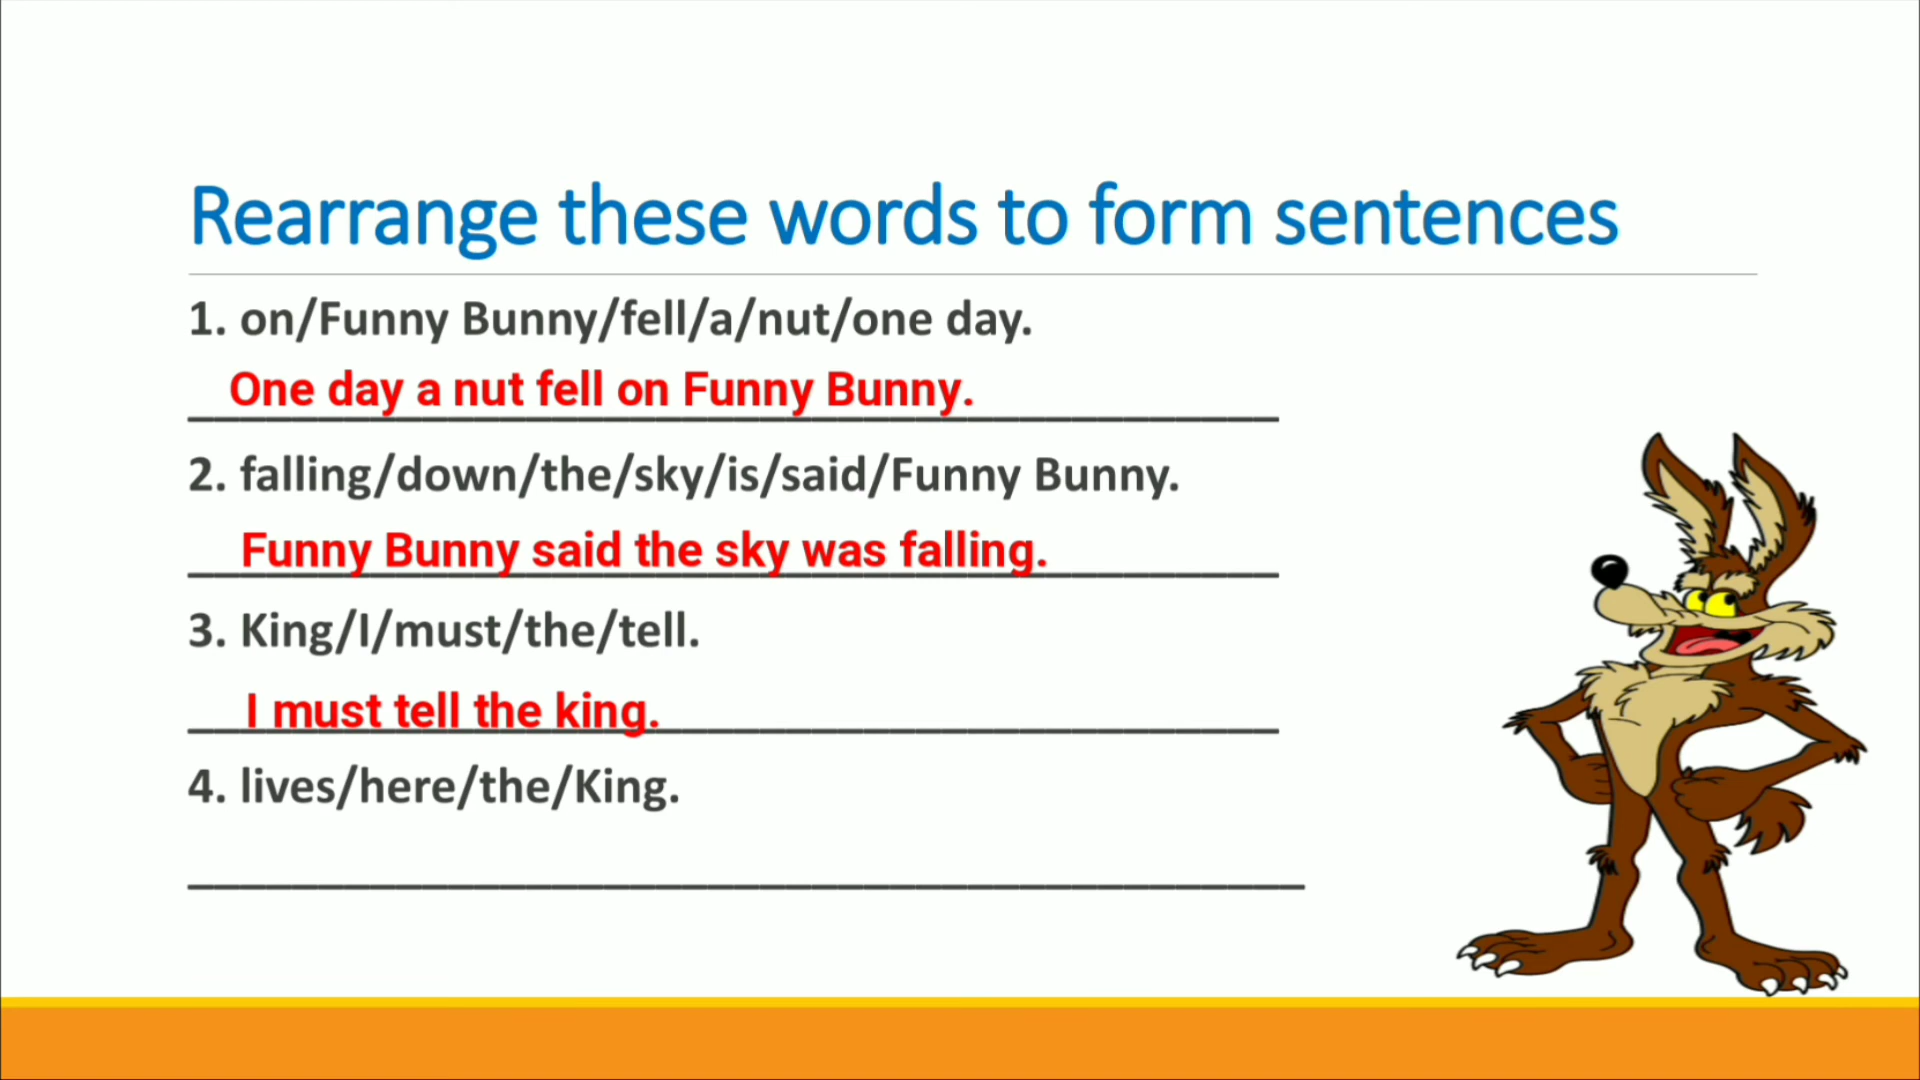 Rearrange these words to form sentences
1. on/Funny Bunny/fell/a/nut/one day.
One day a nut fell on Funny Bunny.
2. falling/down/the/sky/is/said/Funny Bunny.
Funny Bunny said the sky was falling.
3. King/I/must/the/tell.
I must tell the king.
4. lives/here/the/King.